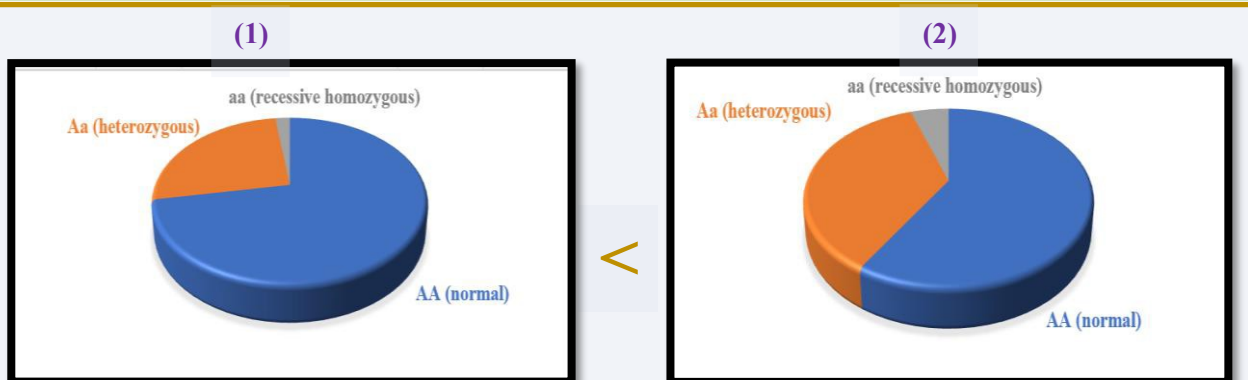 (1)
(2)
aa (recessive homozygous)
Aa (heterozygous)
AA (normal)
<
aa (recessive homozygous)
Aa (heterozygous)
AA (normal)